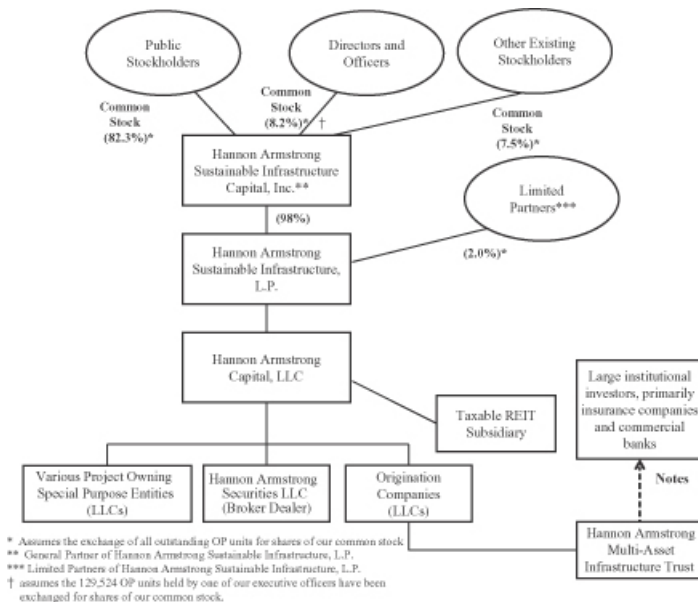 Public
Stockholders
Directors and
Officers
Other Existing
Stockholders
Common
Stock
(82.3%)*
Common
Stock
(8.2%)* †
Common
Stock
(7.5%)*
Hannon Armstrong
Sustainable Infrastructure
Capital, Inc.**
(98%)
Limited
Partners***
(2.0%)*
Hannon Armstrong
Sustainable Infrastructure,
L.P.
Hannon Armstrong
Capital, LLC
Taxable REIT
Subsidiary
Large institutional
investors, primarily
insurance companies
and commercial
banks
Various Project Owning
Special Purpose Entities
(LLCs)
Hannon Armstrong
Securities LLC
(Broker Dealer)
Origination
Companies
(LLCs)
Notes
Hannon Armstrong
Multi-Asset
Infrastructure Trust
* Assumes the exchange of all outstanding OP units for shares of our common stock
** General Partner of Hannon Armstrong Sustainable Infrastructure, L.P.
*** Limited Partners of Hannon Armstrong Sustainable Infrastructure, L.P.
† assumes the 129,524 OP units held by one of our executive officers have been
exchanged for shares of our common stock.